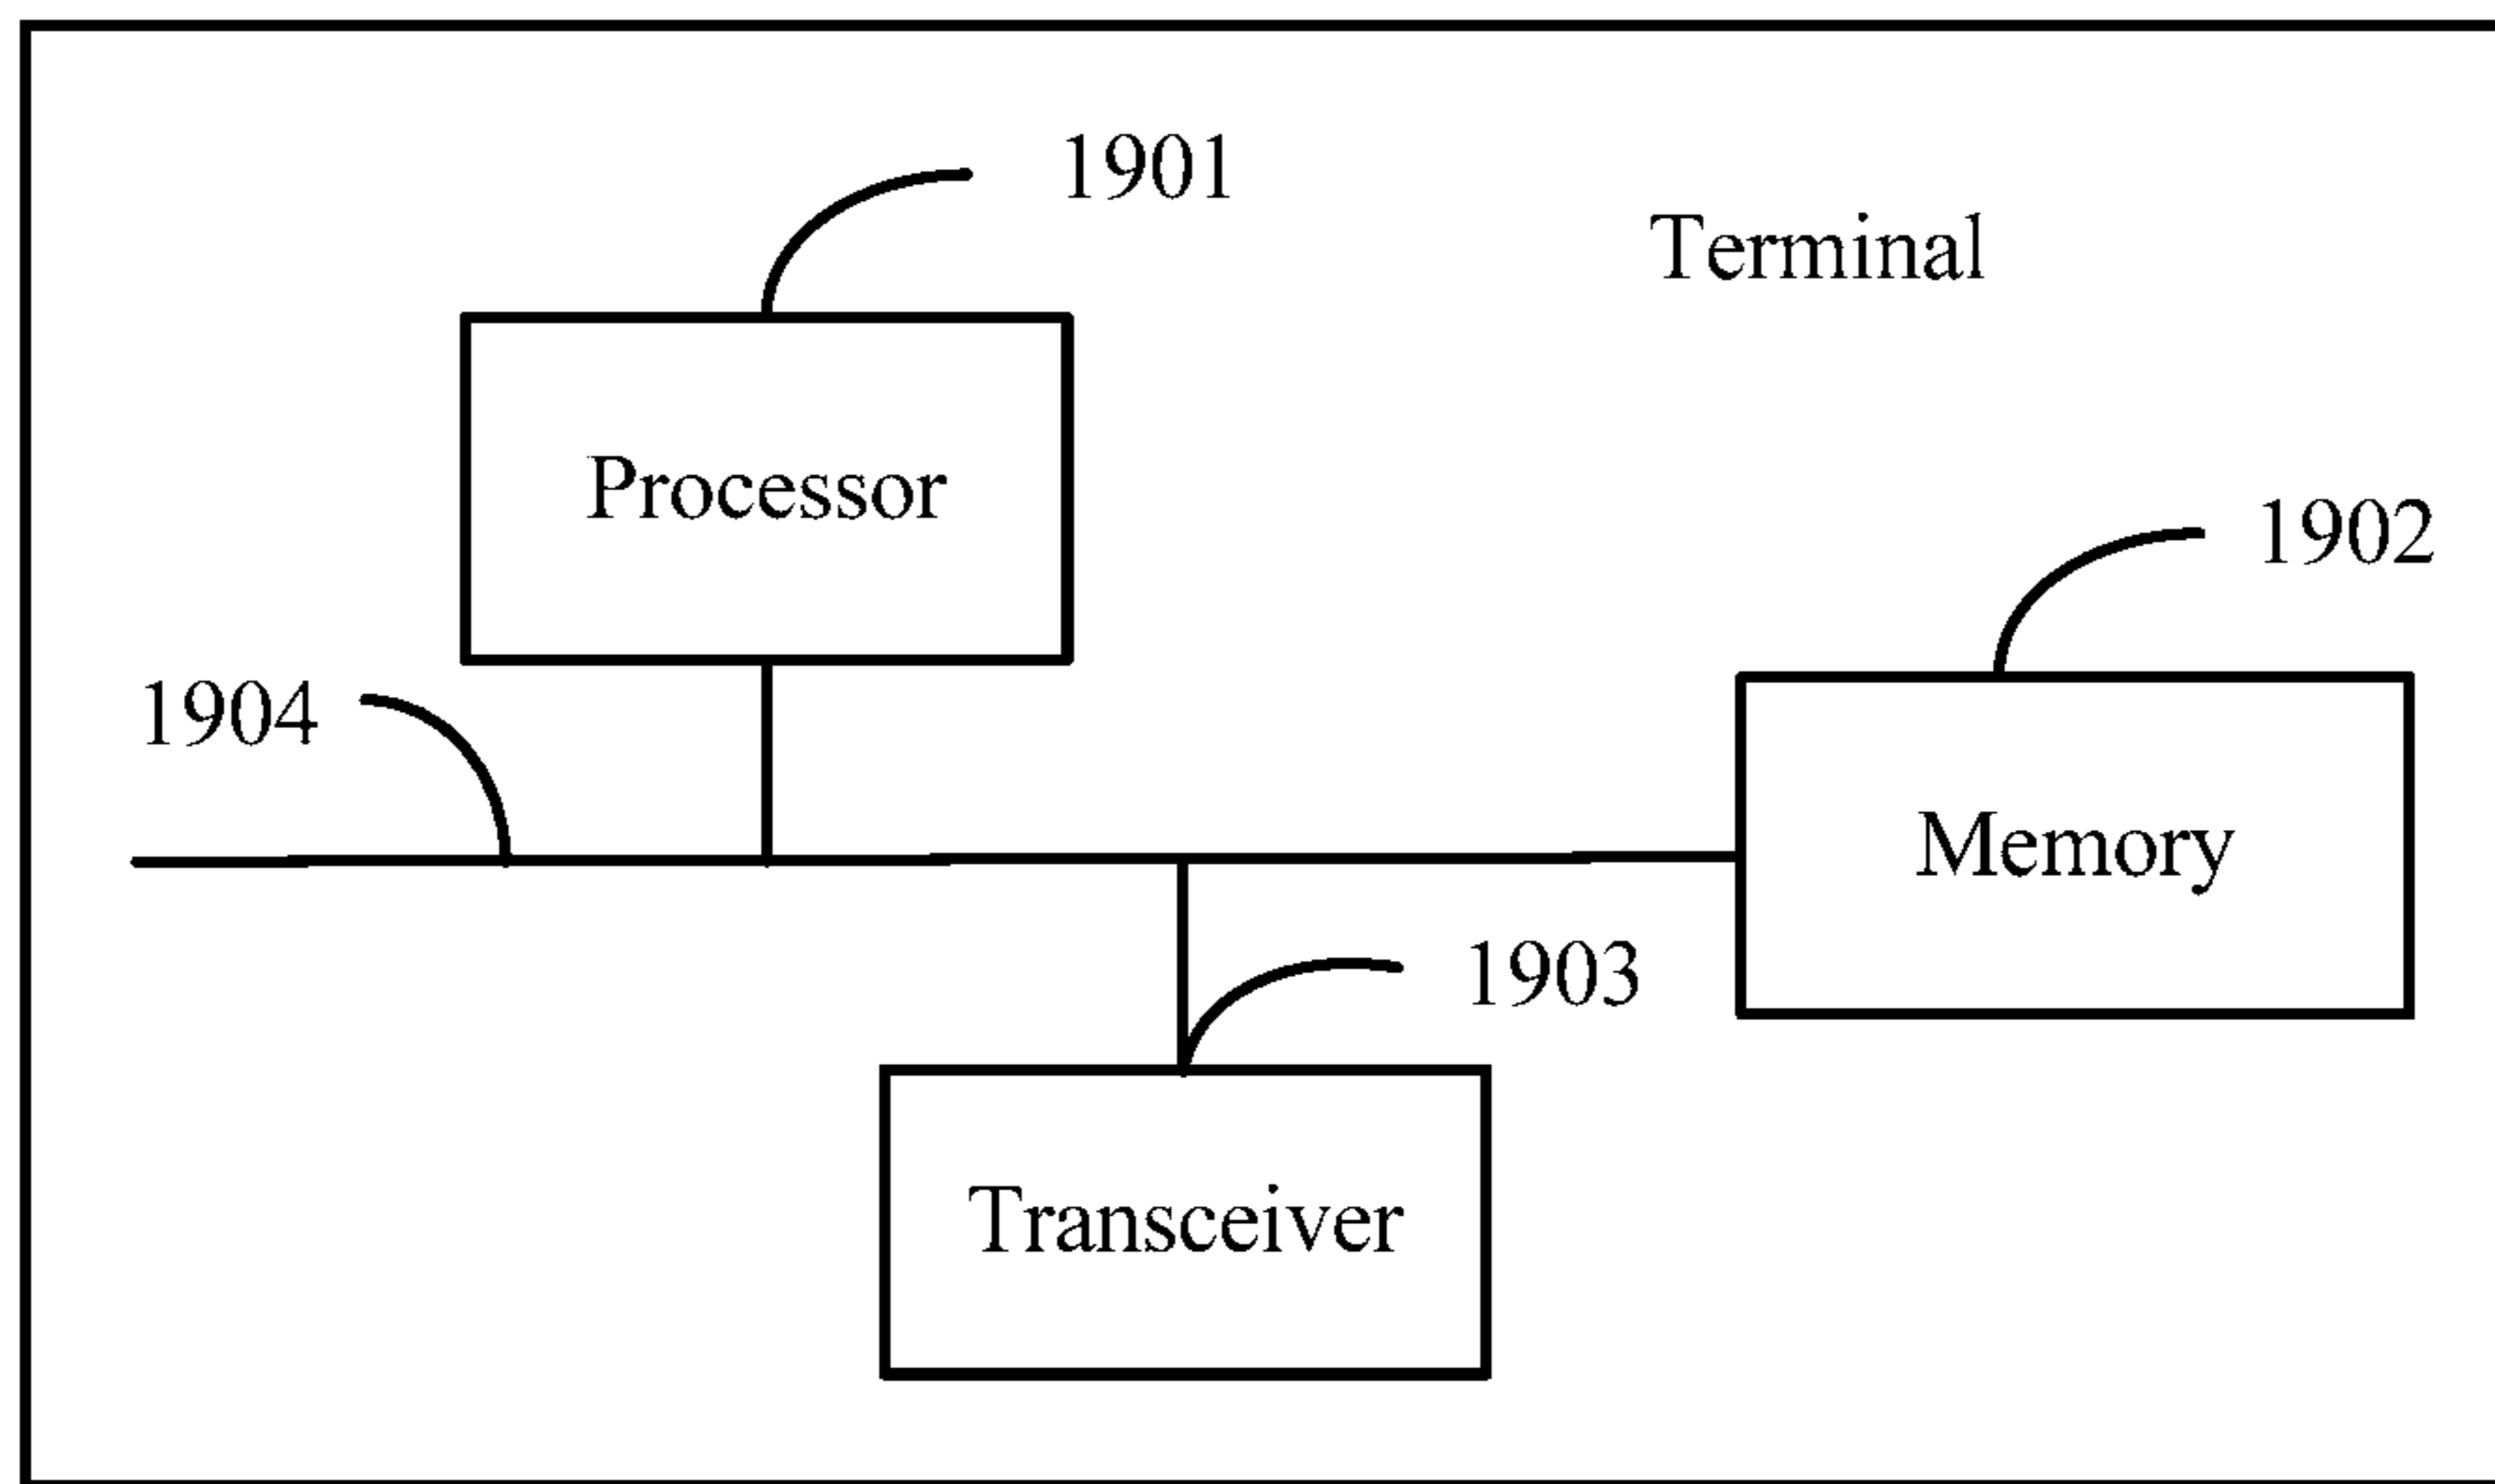 1901
Terminal
Processor
1902
1904
Memory
1903
Transceiver